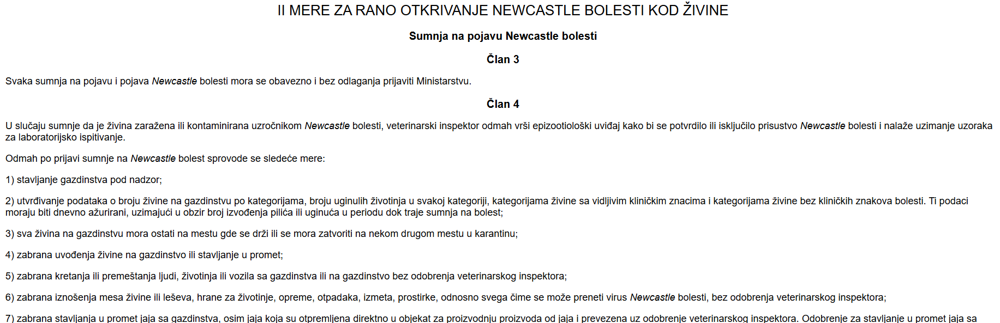 II MERE ZA RANO OTKRIVANJE NEWCASTLE BOLESTI KOD ŽIVINE
Sumnja na pojavu Newcastle bolesti
Član 3
Svaka sumnja na pojavu i pojava Newcastle bolesti mora se obavezno i bez odlaganja prijaviti Ministarstvu.
Član 4
U slučaju sumnje da je živina zaražena ili kontaminirana uzročnikom Newcastle bolesti, veterinarski inspektor odmah vrši epizootiološki uviđaj kako bi se potvrdilo ili isključilo prisustvo Newcastle bolesti i nalaže uzimanje uzoraka
za laboratorijsko ispitivanje.
Odmah po prijavi sumnje na Newcastle bolest sprovode se sledeće mere:
1) stavljanje gazdinstva pod nadzor;
2) utvrđivanje podataka o broju živine na gazdinstvu po kategorijama, broju uginulih životinja u svakoj kategoriji, kategorijama živine sa vidljivim kliničkim znacima i kategorijama živine bez kliničkih znakova bolesti. Ti podaci
moraju biti dnevno ažurirani, uzimajući u obzir broj izvođenja pilića ili uginuća u periodu dok traje sumnja na bolest;
3) sva živina na gazdinstvu mora ostati na mestu gde se drži ili se mora zatvoriti na nekom drugom mestu u karantinu;
4) zabrana uvođenja živine na gazdinstvo ili stavljanje u promet;
5) zabrana kretanja ili premeštanja ljudi, životinja ili vozila sa gazdinstva ili na gazdinstvo bez odobrenja veterinarskog inspektora;
6) zabrana iznošenja mesa živine ili leševa, hrane za životinje, opreme, otpadaka, izmeta, prostirke, odnosno svega čime se može preneti virus Newcastle bolesti, bez odobrenja veterinarskog inspektora;
7) zabrana stavljanja u promet jaja sa gazdinstva, osim jaja koja su otpremljena direktno u objekat za proizvodnju proizvoda od jaja i prevezena uz odobrenje veterinarskog inspektora. Odobrenje za stavljanje u promet jaja sa